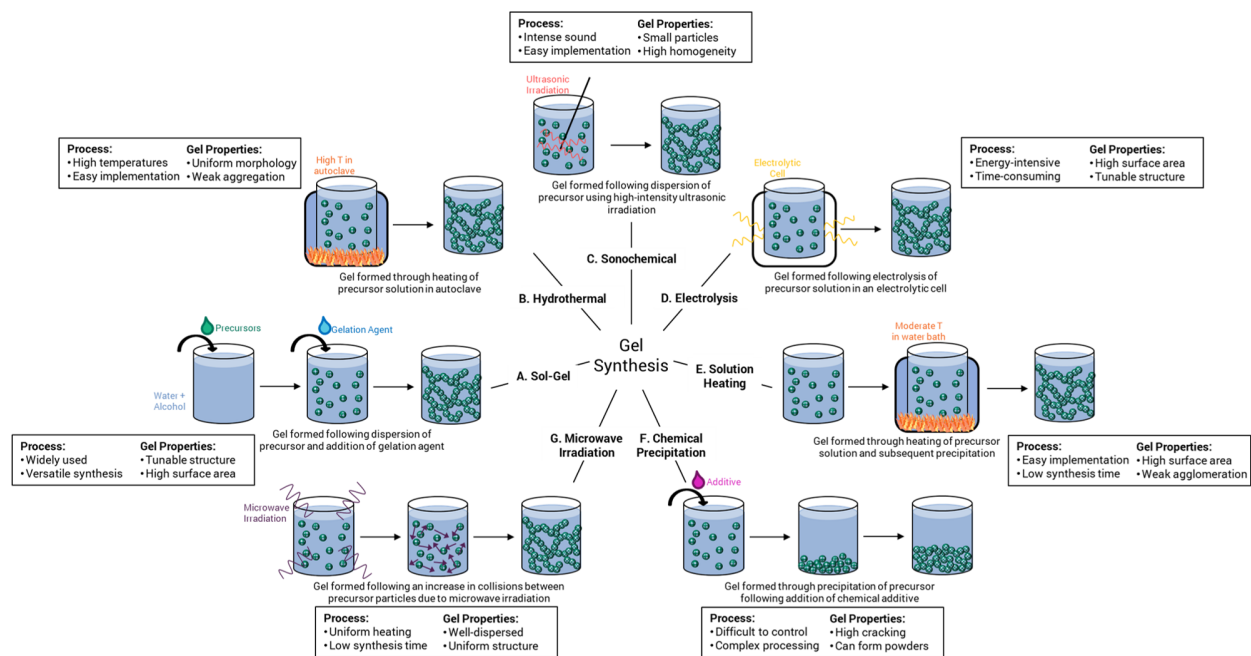 Process:
• Intense sound
• Easy implementation
Gel Properties:
• Small particles
• High homogeneity
Ultrasonic
Irradiation
Gel formed following dispersion of
precursor using high-intensity ultrasonic
irradiation
C. Sonochemical
Process:
• High temperatures
• Easy implementation
Gel Properties:
• Uniform morphology
• Weak aggregation
High T in
autoclave
Gel formed through heating of
precursor solution in autoclave
B. Hydrothermal
Process:
• Energy-intensive
• Time-consuming
Gel Properties:
• High surface area
• Tunable structure
Electrolytic
Cell
Gel formed following electrolysis of
precursor solution in an electrolytic cell
D. Electrolysis
Precursors
Gelation Agent
Water +
Alcohol
Gel formed following dispersion of
precursor and addition of gelation agent
A. Sol-Gel
Process:
• Widely used
• Versatile synthesis
Gel Properties:
• Tunable structure
• High surface area
Gel
Synthesis
E. Solution
Heating
Moderate T
in water bath
Gel formed through heating of precursor
solution and subsequent precipitation
Process:
• Easy implementation
• Low synthesis time
Gel Properties:
• High surface area
• Weak agglomeration
G. Microwave
Irradiation
Microwave
Irradiation
Gel formed following an increase in collisions between
precursor particles due to microwave irradiation
Process:
• Uniform heating
• Low synthesis time
Gel Properties:
• Well-dispersed
• Uniform structure
F. Chemical
Precipitation
Additive
Gel formed through precipitation of precursor
following addition of chemical additive
Process:
• Difficult to control
• Complex processing
Gel Properties:
• High cracking
• Can form powders